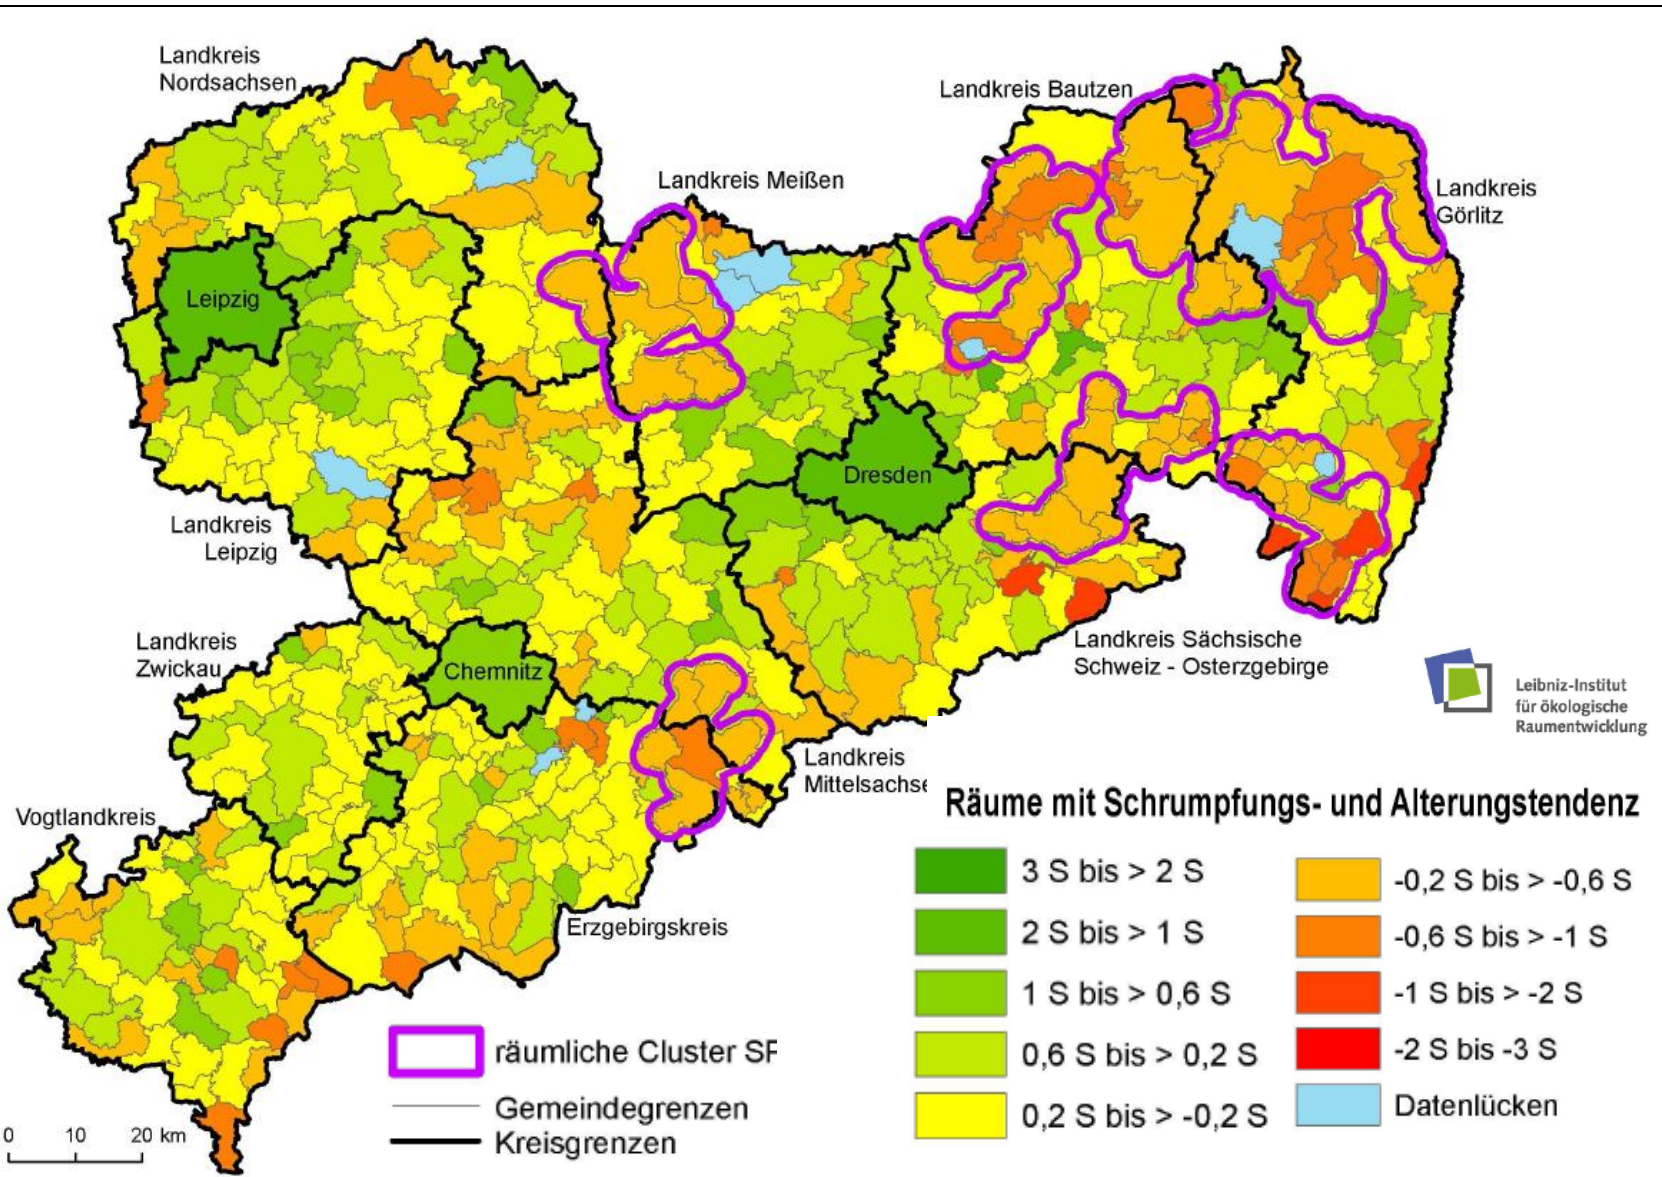 Landkreis
Nordsachsen
Landkreis Bautzen
Landkreis Meißen
Landkreis
Görlitz
Leipzig
Dresden
Landkreis
Leipzig
Landkreis
Zwickau
Chemnitz
Landkreis Sächsische
Schweiz - Osterzgebirge
Leibniz-Institut
für ökologische
Raumentwicklung
Landkreis
Mittelsachse
Vogtlandkreis
Erzgebirgskreis
Räume mit Schrumpfungs- und Alterungstendenz
3 S bis > 2 S
2 S bis > 1 S
1 S bis > 0,6 S
0,6 S bis > 0,2 S
0,2 S bis > -0,2 S
-0,2 S bis > -0,6 S
-0,6 S bis > -1 S
-1 S bis > -2 S
-2 S bis -3 S
Datenlücken
räumliche Cluster SF
Gemeindegrenzen
Kreisgrenzen
0 10 20 km